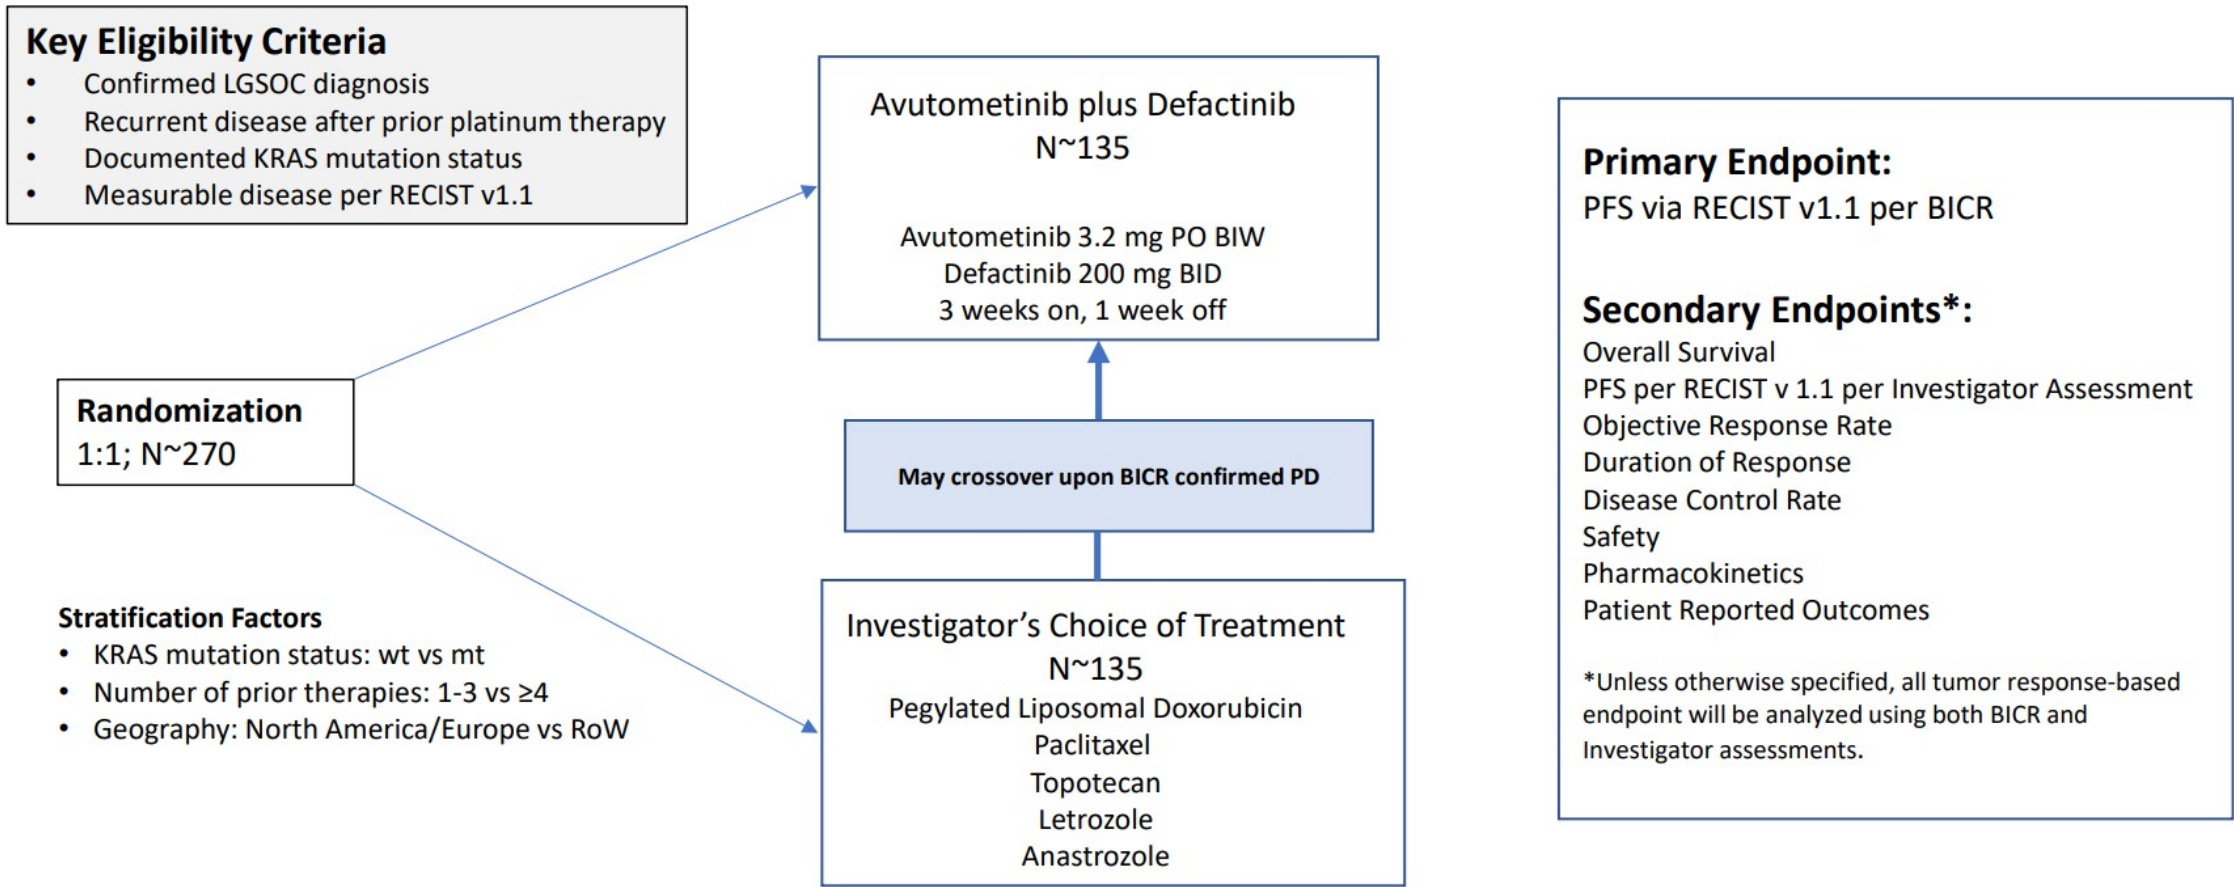 Key Eligibility Criteria
• Confirmed LGSOC diagnosis
• Recurrent disease after prior platinum therapy
• Documented KRAS mutation status
• Measurable disease per RECIST v1.1
Randomization
1:1; N~270
Stratification Factors
• KRAS mutation status: wt vs mt
• Number of prior therapies: 1-3 vs ≥4
• Geography: North America/Europe vs RoW
Avutometinib plus Defactinib
N~135
Avutometinib 3.2 mg PO BIW
Defactinib 200 mg BID
3 weeks on, 1 week off
May crossover upon BICR confirmed PD
Investigator’s Choice of Treatment
N~135
Pegylated Liposomal Doxorubicin
Paclitaxel
Topotecan
Letrozole
Anastrozole
Primary Endpoint:
PFS via RECIST v1.1 per BICR
Secondary Endpoints*:
Overall Survival
PFS per RECIST v 1.1 per Investigator Assessment
Objective Response Rate
Duration of Response
Disease Control Rate
Safety
Pharmacokinetics
Patient Reported Outcomes
*Unless otherwise specified, all tumor response-based
endpoint will be analyzed using both BICR and
Investigator assessments.